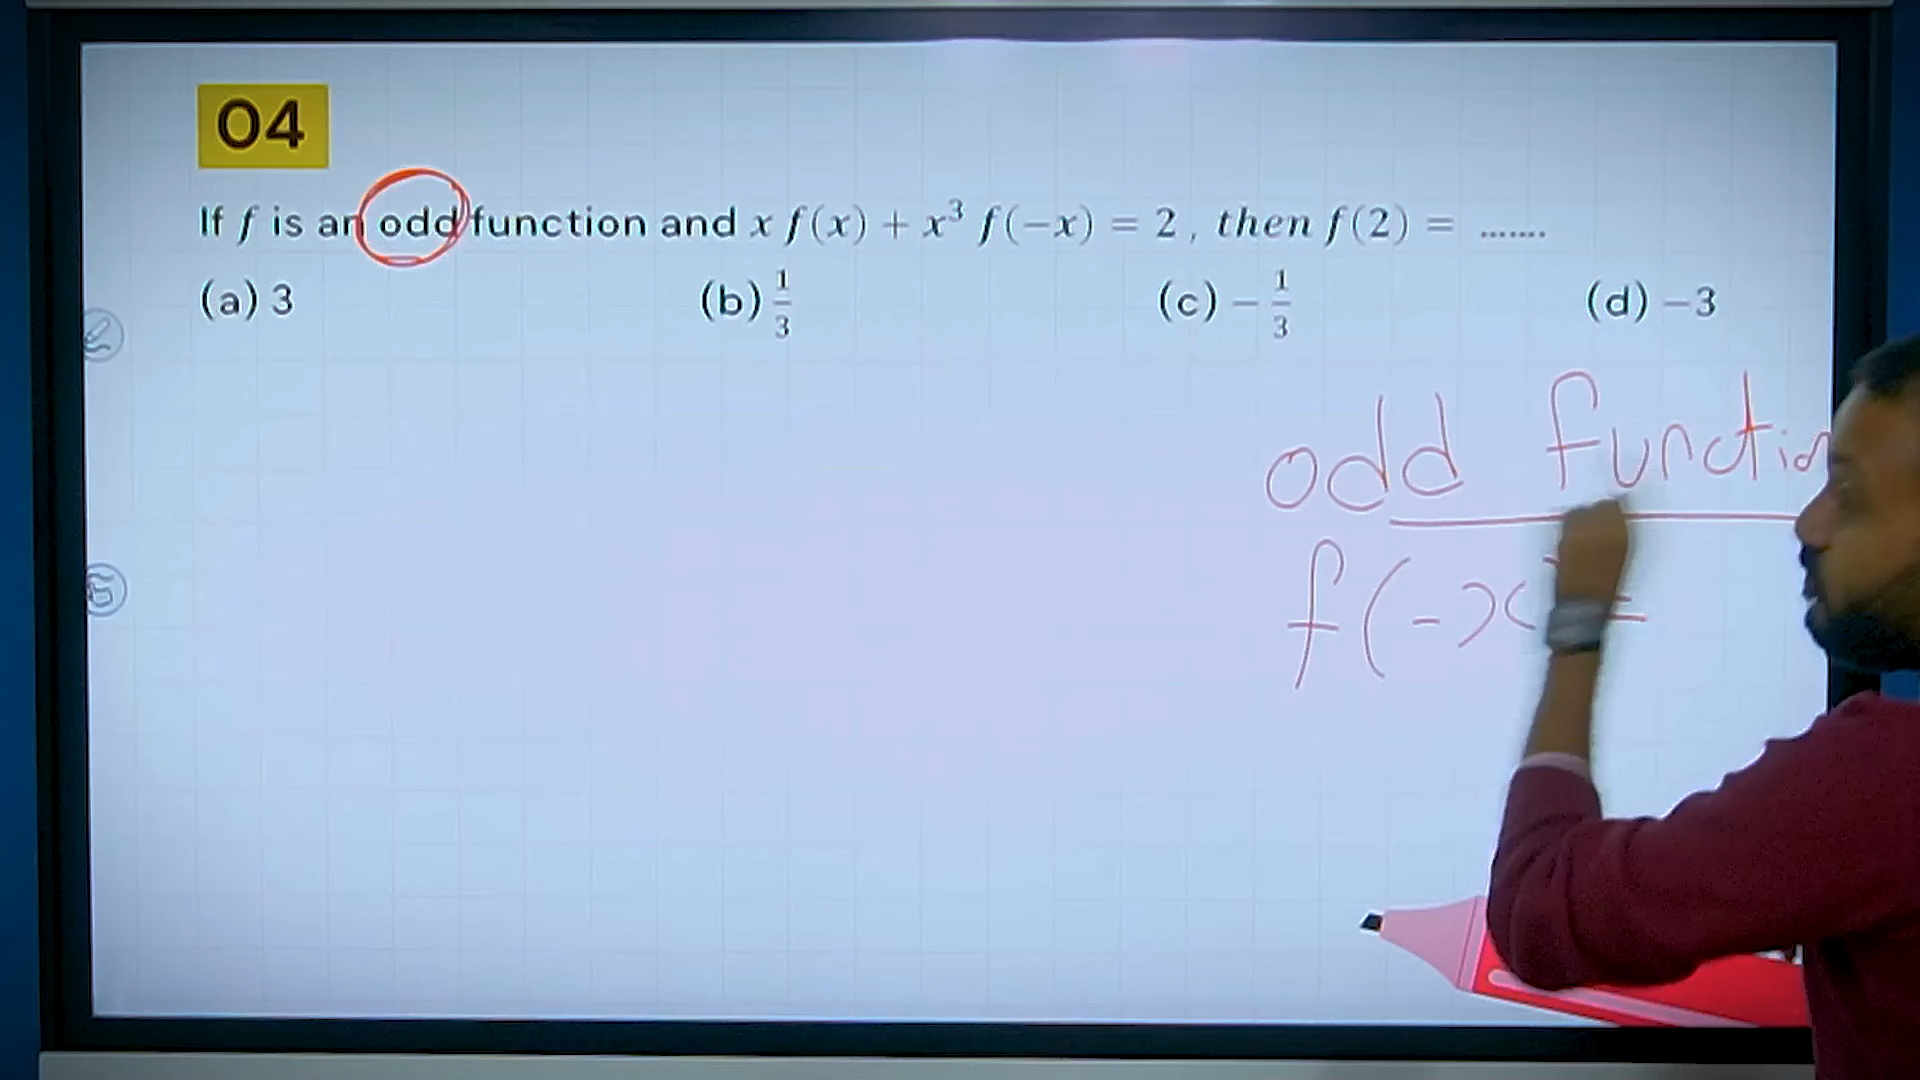 04
If f is an odd function and x f(x) + x³ f(−x) = 2 , then f(2) = .......
(a) 3 (b) 1/3 (c) − 1/3 (d) −3
odd
f(-x) =